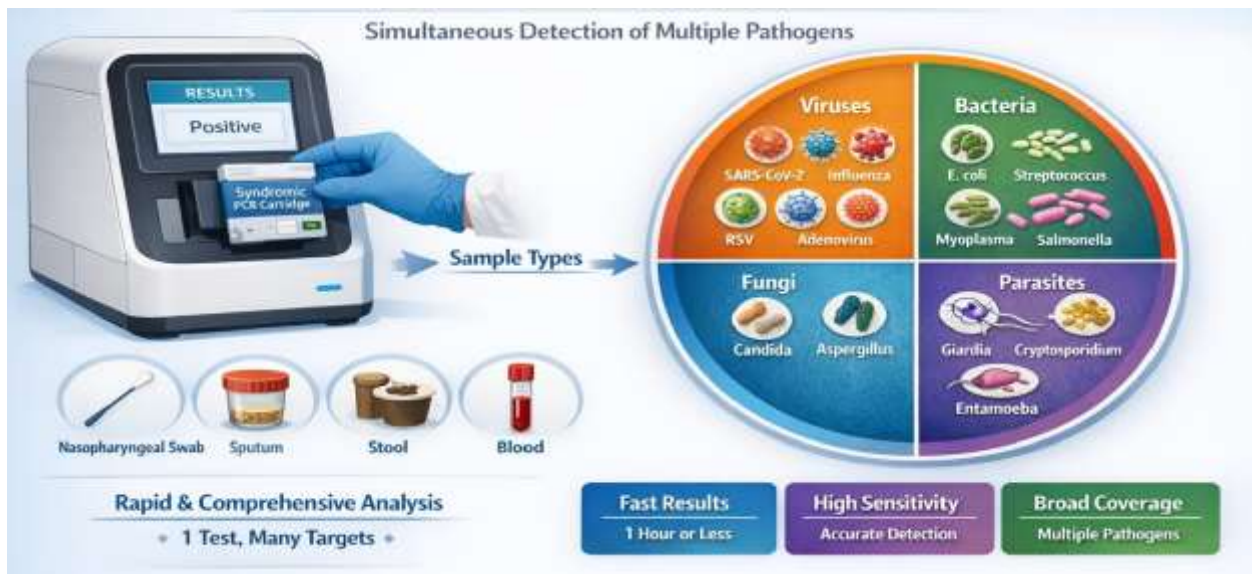 Simultaneous Detection of Multiple Pathogens
RESULTS
Positive
Syndromic
PCR Cartridge
Sample Types
Viruses
SARS-CoV-2
Influenza
RSV
Adenovirus
Bacteria
E. coli
Streptococcus
Myoplasma
Salmonella
Fungi
Candida
Aspergillus
Parasites
Giardia
Cryptosporidium
Entamoeba
Nasopharyngeal Swab
Sputum
Stool
Blood
Rapid & Comprehensive Analysis
1 Test, Many Targets
Fast Results
1 Hour or Less
High Sensitivity
Accurate Detection
Broad Coverage
Multiple Pathogens